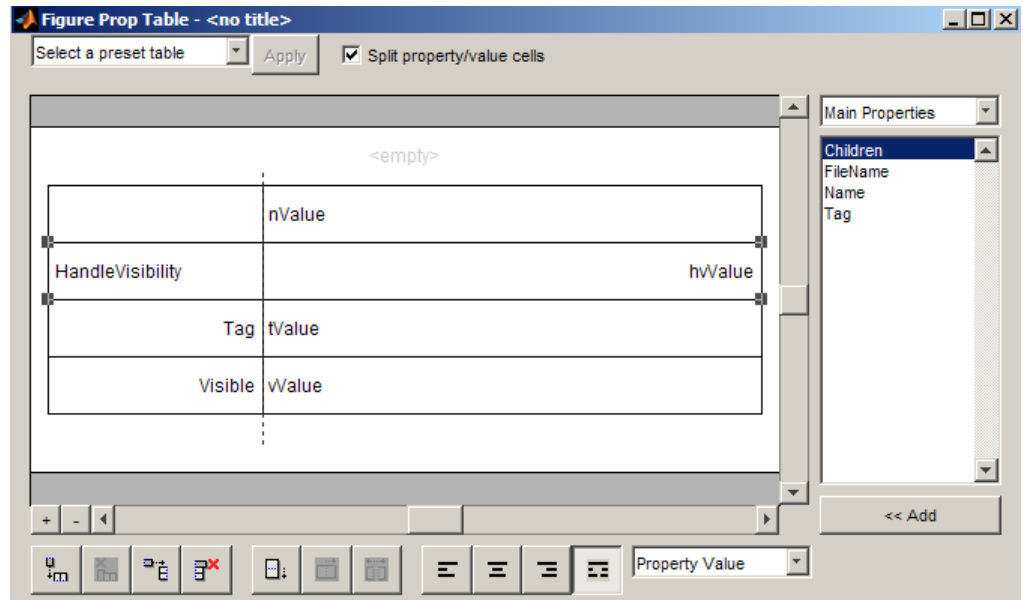 Figure Prop Table - <no title>
Select a preset table
Apply
Split property/value cells
Main Properties
<empty>
Children
FileName
Name
Tag
nValue
HandleVisibility hvValue
Tag tValue
Visible vValue
+ -
<< Add
Property Value